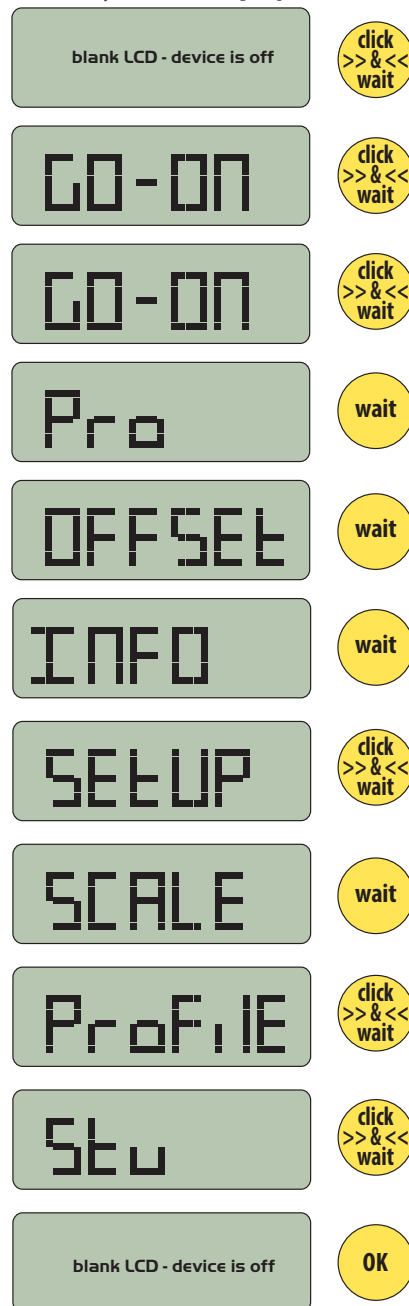 blank LCD - device is off
click
>> & <<
wait
GO-ON
click
>> & <<
wait
GO-ON
click
>> & <<
wait
Pro
wait
OFFSEt
wait
INFO
wait
SEtUP
click
>> & <<
wait
SCALE
wait
ProFilE
click
>> & <<
wait
Stu
click
>> & <<
wait
blank LCD - device is off
OK